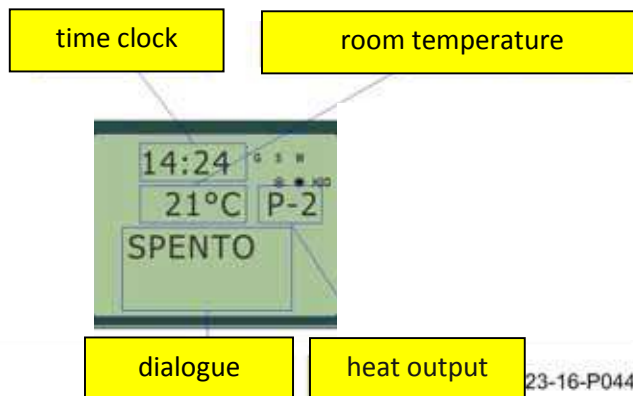 time clock
room temperature
14:24 G S W
21°C P-2
SPENTO
dialogue
heat output
23-16-P044